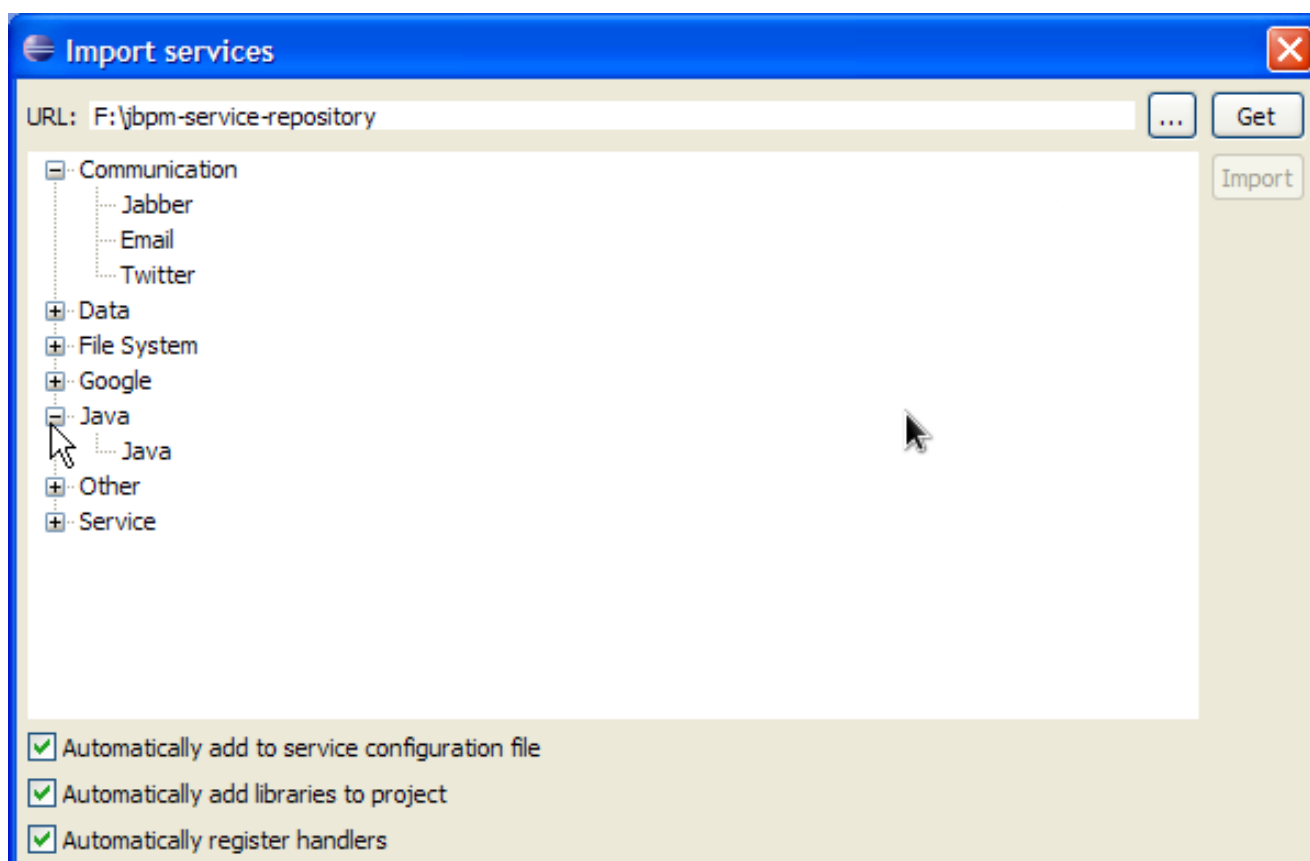 Import services
URL: F:\jbpm-service-repository ... Get
Import
Communication
Jabber
Email
Twitter
Data
File System
Google
Java
Java
Other
Service
Automatically add to service configuration file
Automatically add libraries to project
Automatically register handlers